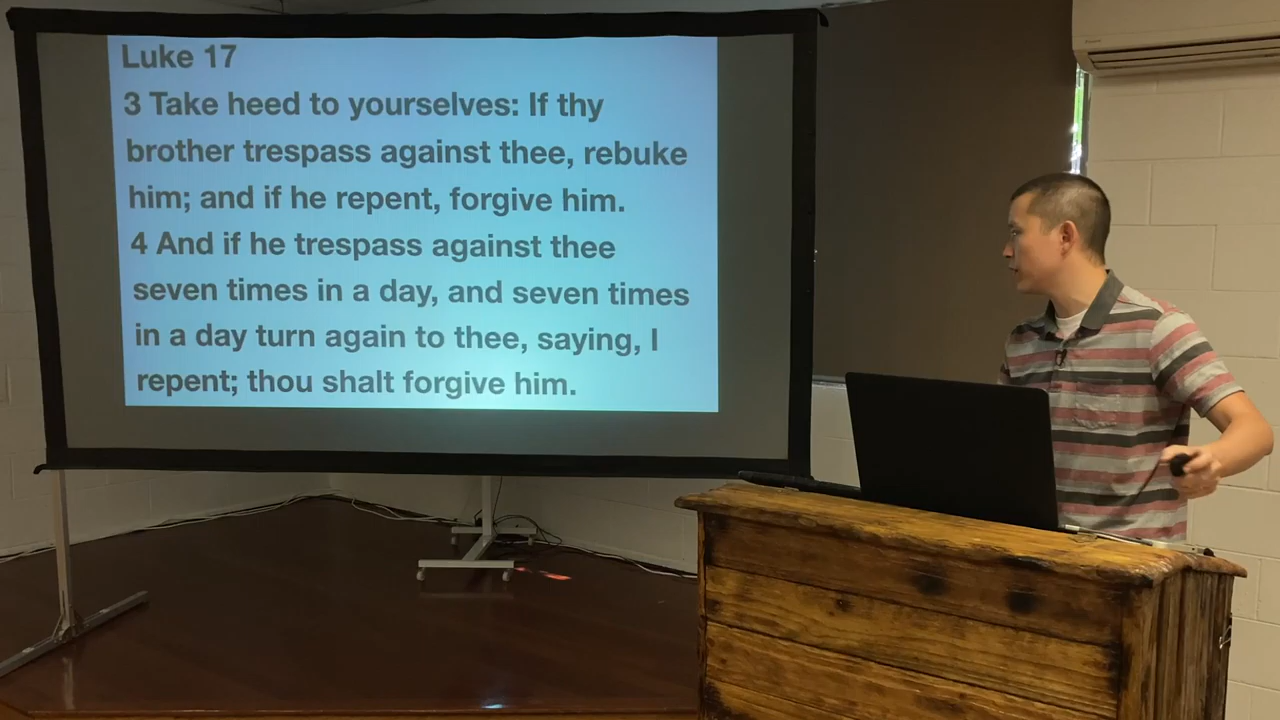 Luke 17
3 Take heed to yourselves: If thy
brother trespass against thee, rebuke
him; and if he repent, forgive him.
4 And if he trespass against thee
seven times in a day, and seven times
in a day turn again to thee, saying, I
repent; thou shalt forgive him.